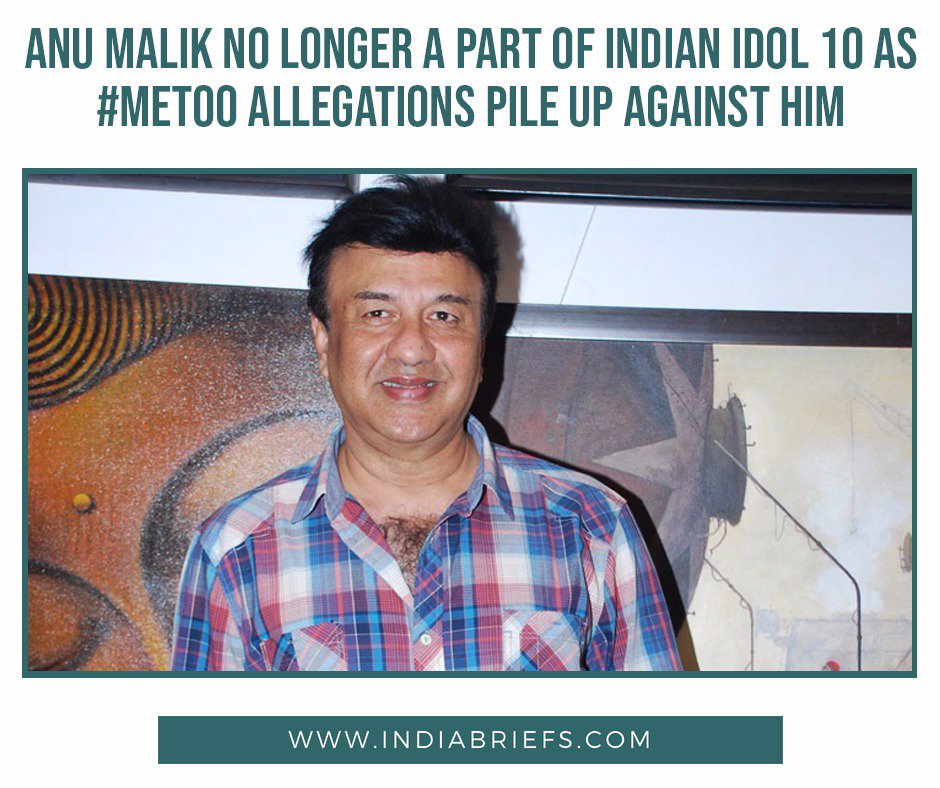 ANU MALIK NO LONGER A PART OF INDIAN IDOL 10 AS
#METOO ALLEGATIONS PILE UP AGAINST HIM
WWW.INDIABRIEFS.COM